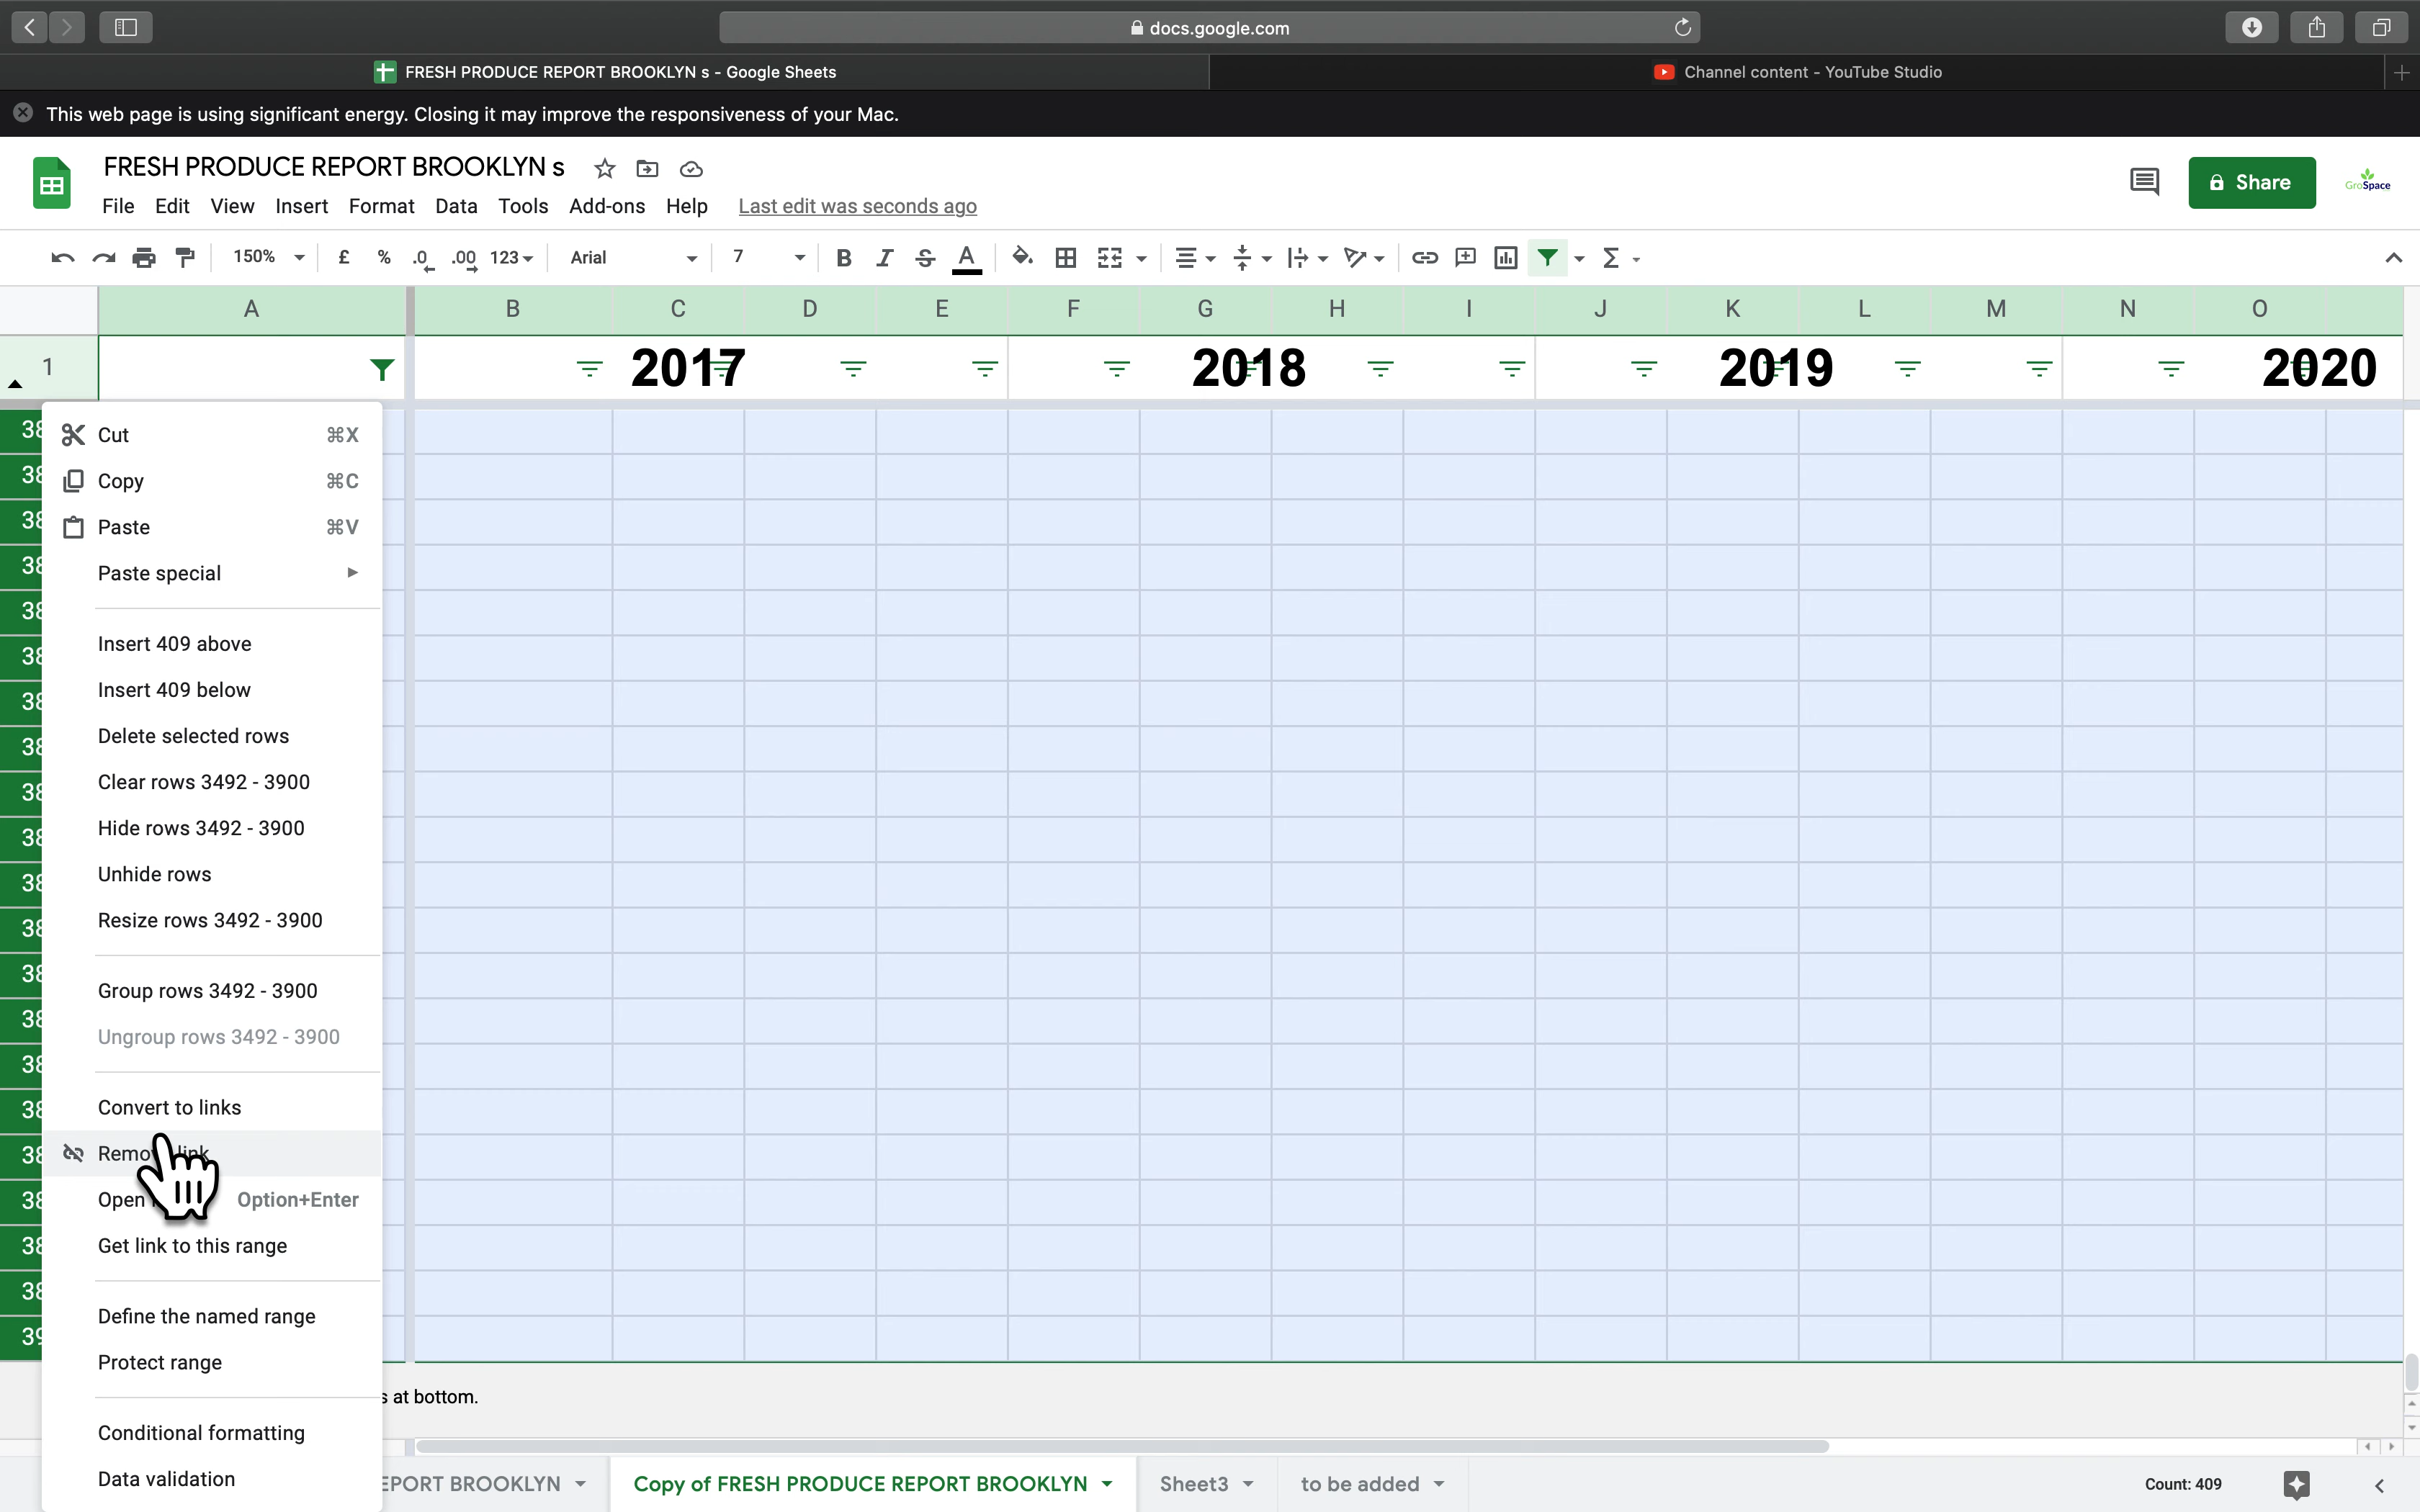 docs.google.com
FRESH PRODUCE REPORT BROOKLYN s - Google Sheets
Channel content - YouTube Studio
This web page is using significant energy. Closing it may improve the responsiveness of your Mac.
FRESH PRODUCE REPORT BROOKLYN s
File Edit View Insert Format Data Tools Add-ons Help Last edit was seconds ago
Share
GroSpace
150% £ % .0 .00 123 Arial 7 B I S A
A B C D E F G H I J K L M N O
1 2017 2018 2019 2020
Cut ⌘X
Copy ⌘C
Paste ⌘V
Paste special
Insert 409 above
Insert 409 below
Delete selected rows
Clear rows 3492 - 3900
Hide rows 3492 - 3900
Unhide rows
Resize rows 3492 - 3900
Group rows 3492 - 3900
Ungroup rows 3492 - 3900
Convert to links
link
Open Option+Enter
Get link to this range
Define the named range
Protect range
at bottom.
Conditional formatting
Data validation
EPORT BROOKLYN
Copy of FRESH PRODUCE REPORT BROOKLYN
Sheet3
to be added
Count: 409